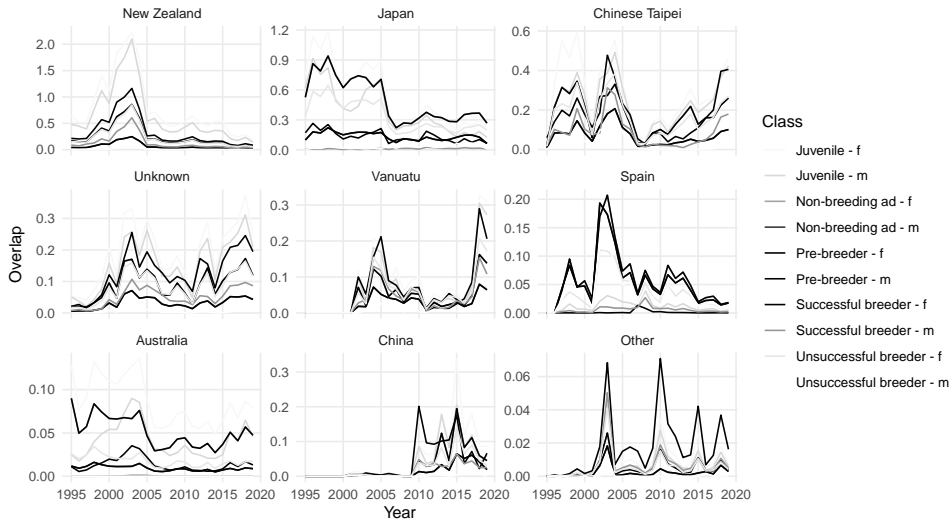 New Zealand
Japan
Chinese Taipei
2.0
1.5
1.0
0.5
0.0
1.2
0.9
0.6
0.3
0.0
0.6
0.4
0.2
0.0
Unknown
Vanuatu
Spain
0.3
0.2
0.1
0.0
0.3
0.2
0.1
0.0
0.20
0.15
0.10
0.05
0.00
Australia
China
Other
0.10
0.05
0.00
0.3
0.2
0.1
0.0
0.06
0.04
0.02
0.00
1995 2000 2005 2010 2015 2020
1995 2000 2005 2010 2015 2020
1995 2000 2005 2010 2015 2020
Overlap
Year
Class
Juvenile - f
Juvenile - m
Non-breeding ad - f
Non-breeding ad - m
Pre-breeder - f
Pre-breeder - m
Successful breeder - f
Successful breeder - m
Unsuccessful breeder - f
Unsuccessful breeder - m